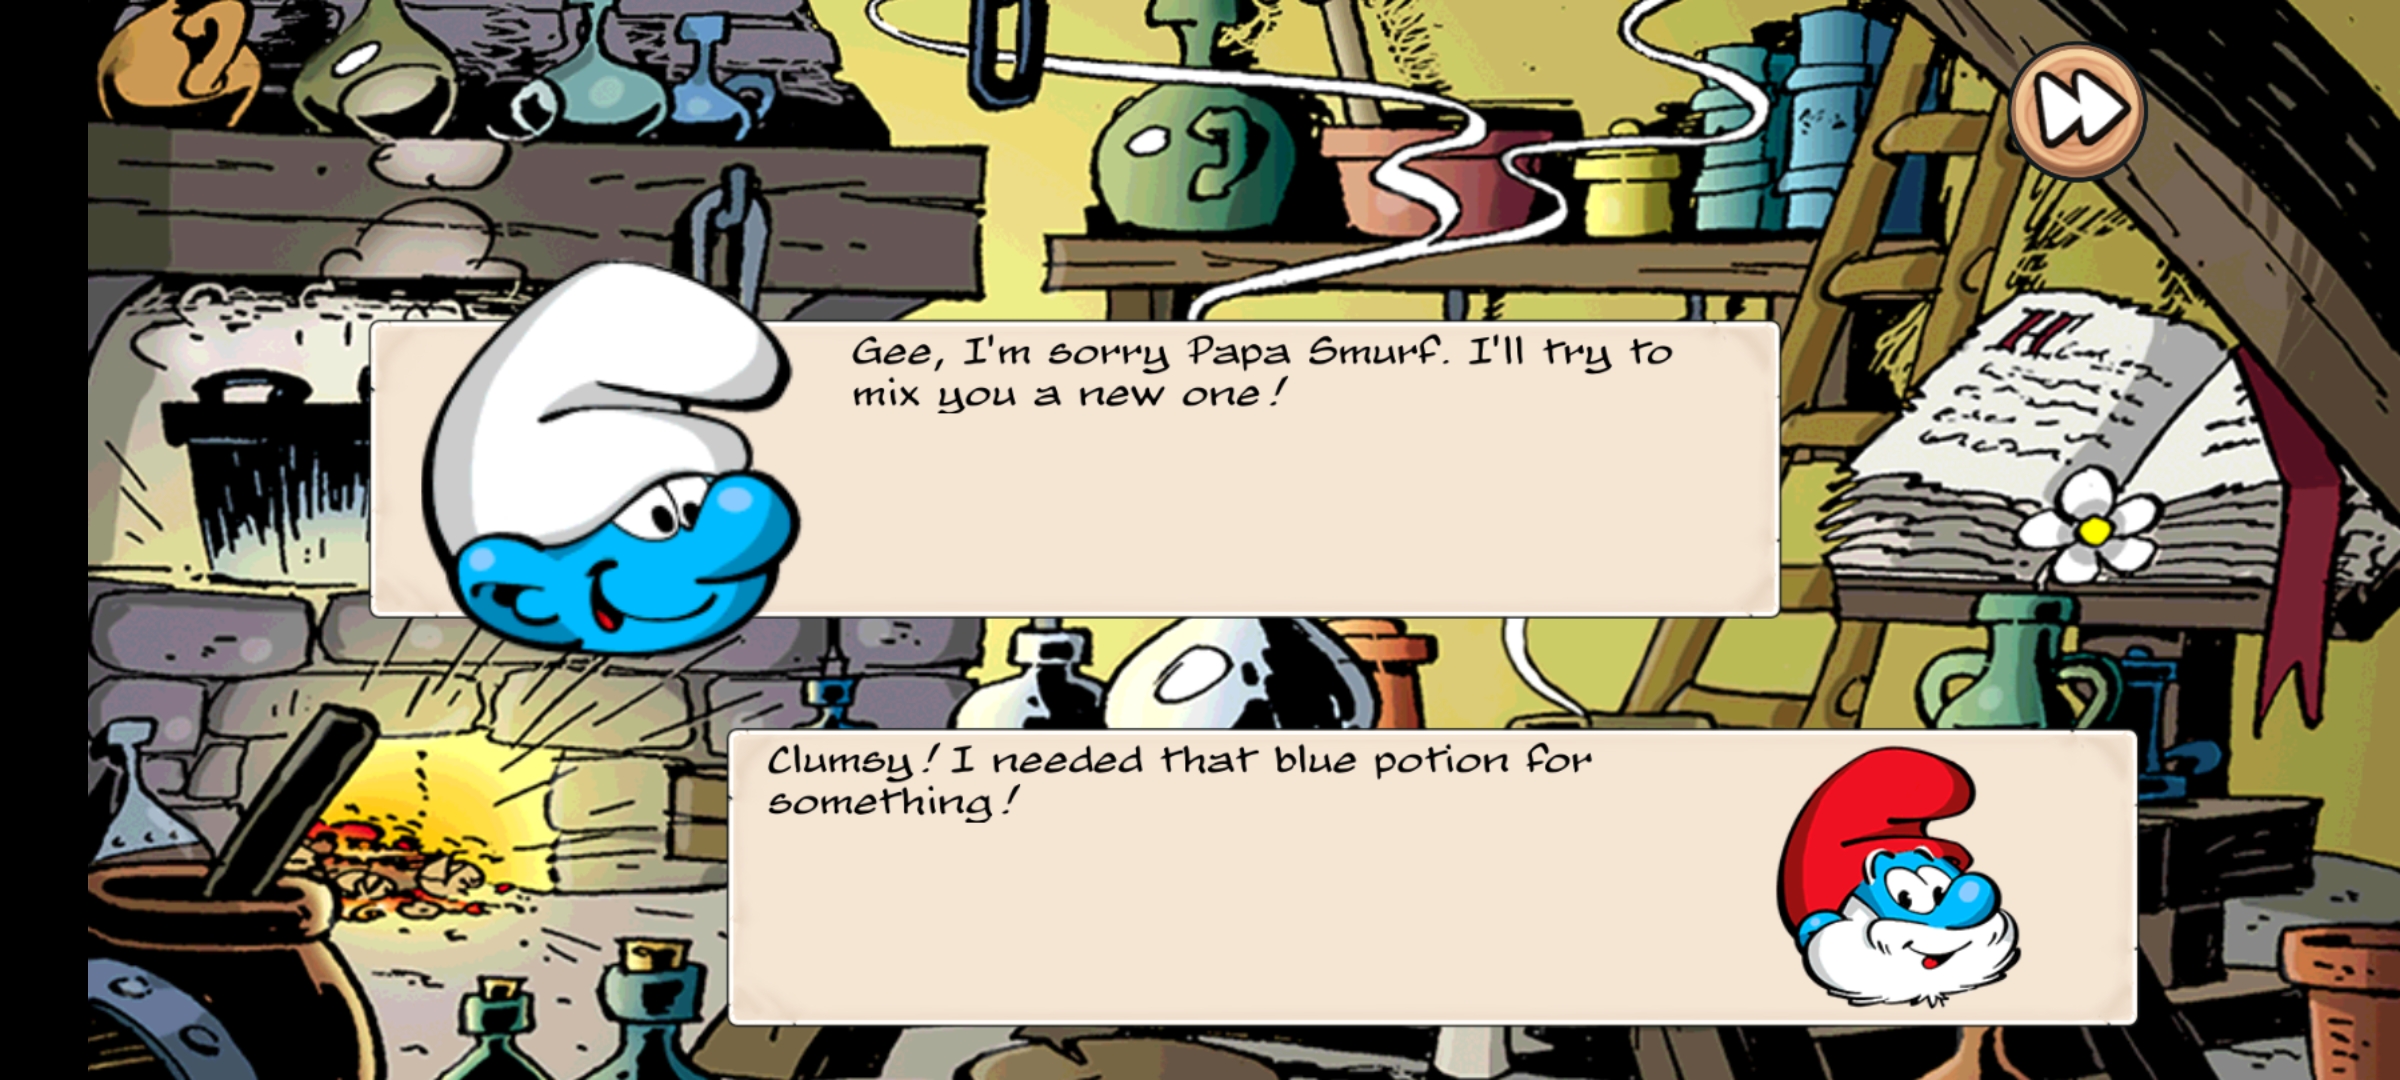 Gee, I'm sorry Papa Smurf. I'll try to
mix you a new one!
Clumsy! I needed that blue potion for
something!